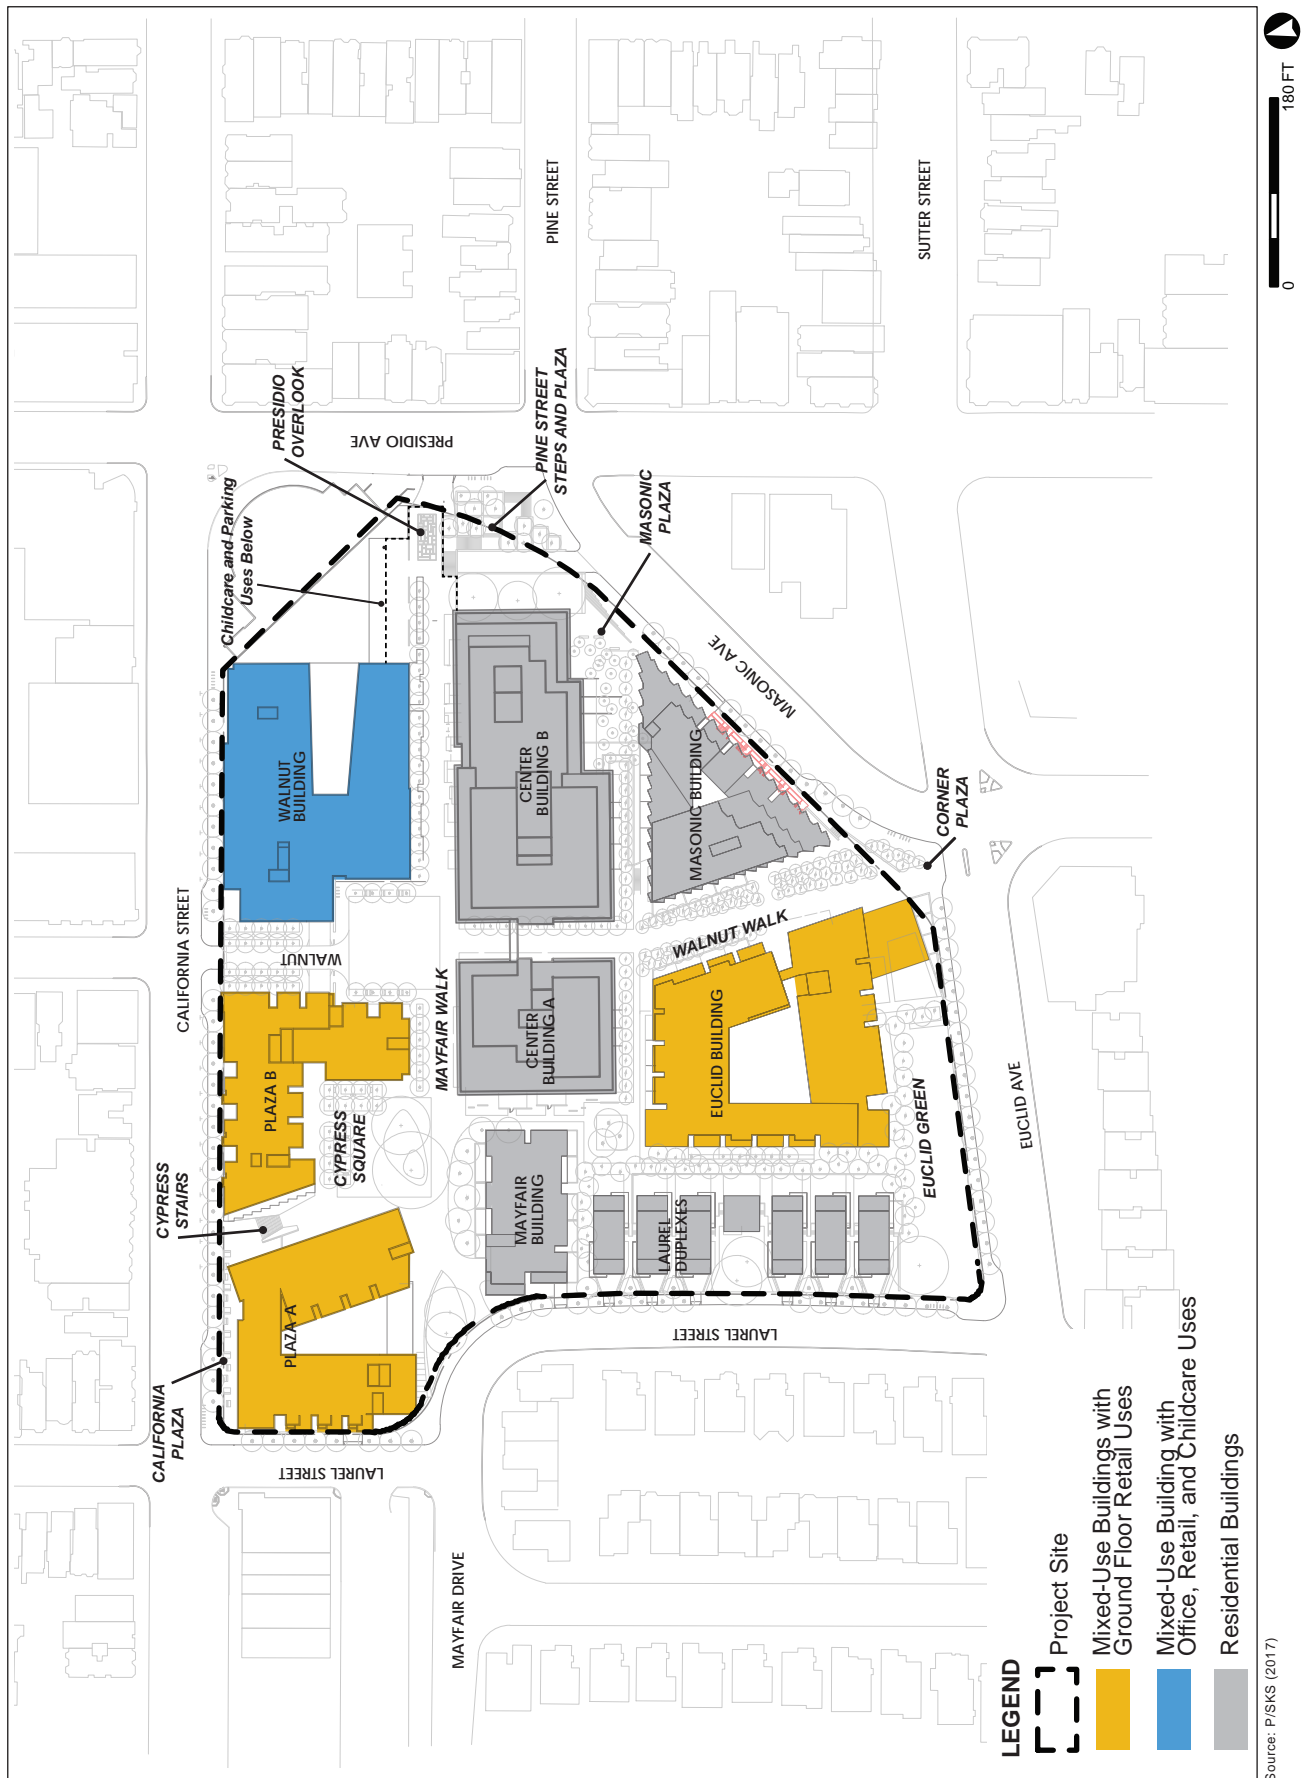 CALIFORNIA
PLAZA
CYPRESS
STAIRS
CALIFORNIA STREET
Childcare and Parking
Uses Below
PRESIDIO
OVERLOOK
PRESIDIO AVE
PINE STREET
STEPS AND PLAZA
PINE STREET
SUTTER STREET
MASONIC
PLAZA
MASONIC AVE
CORNER
PLAZA
PLAZA A
PLAZA B
WALNUT
WALNUT
BUILDING
CYPRESS
SQUARE
MAYFAIR WALK
MAYFAIR
BUILDING
CENTER
BUILDING A
CENTER
BUILDING B
MASONIC BUILDING
WALNUT WALK
EUCLID BUILDING
LAUREL
DUPLEXES
EUCLID GREEN
EUCLID AVE
LAUREL STREET
LAUREL STREET
MAYFAIR DRIVE
LEGEND
Project Site
Mixed-Use Buildings with
Ground Floor Retail Uses
Mixed-Use Building with
Office, Retail, and Childcare Uses
Residential Buildings
0
180 FT
Source: P/SKS (2017)